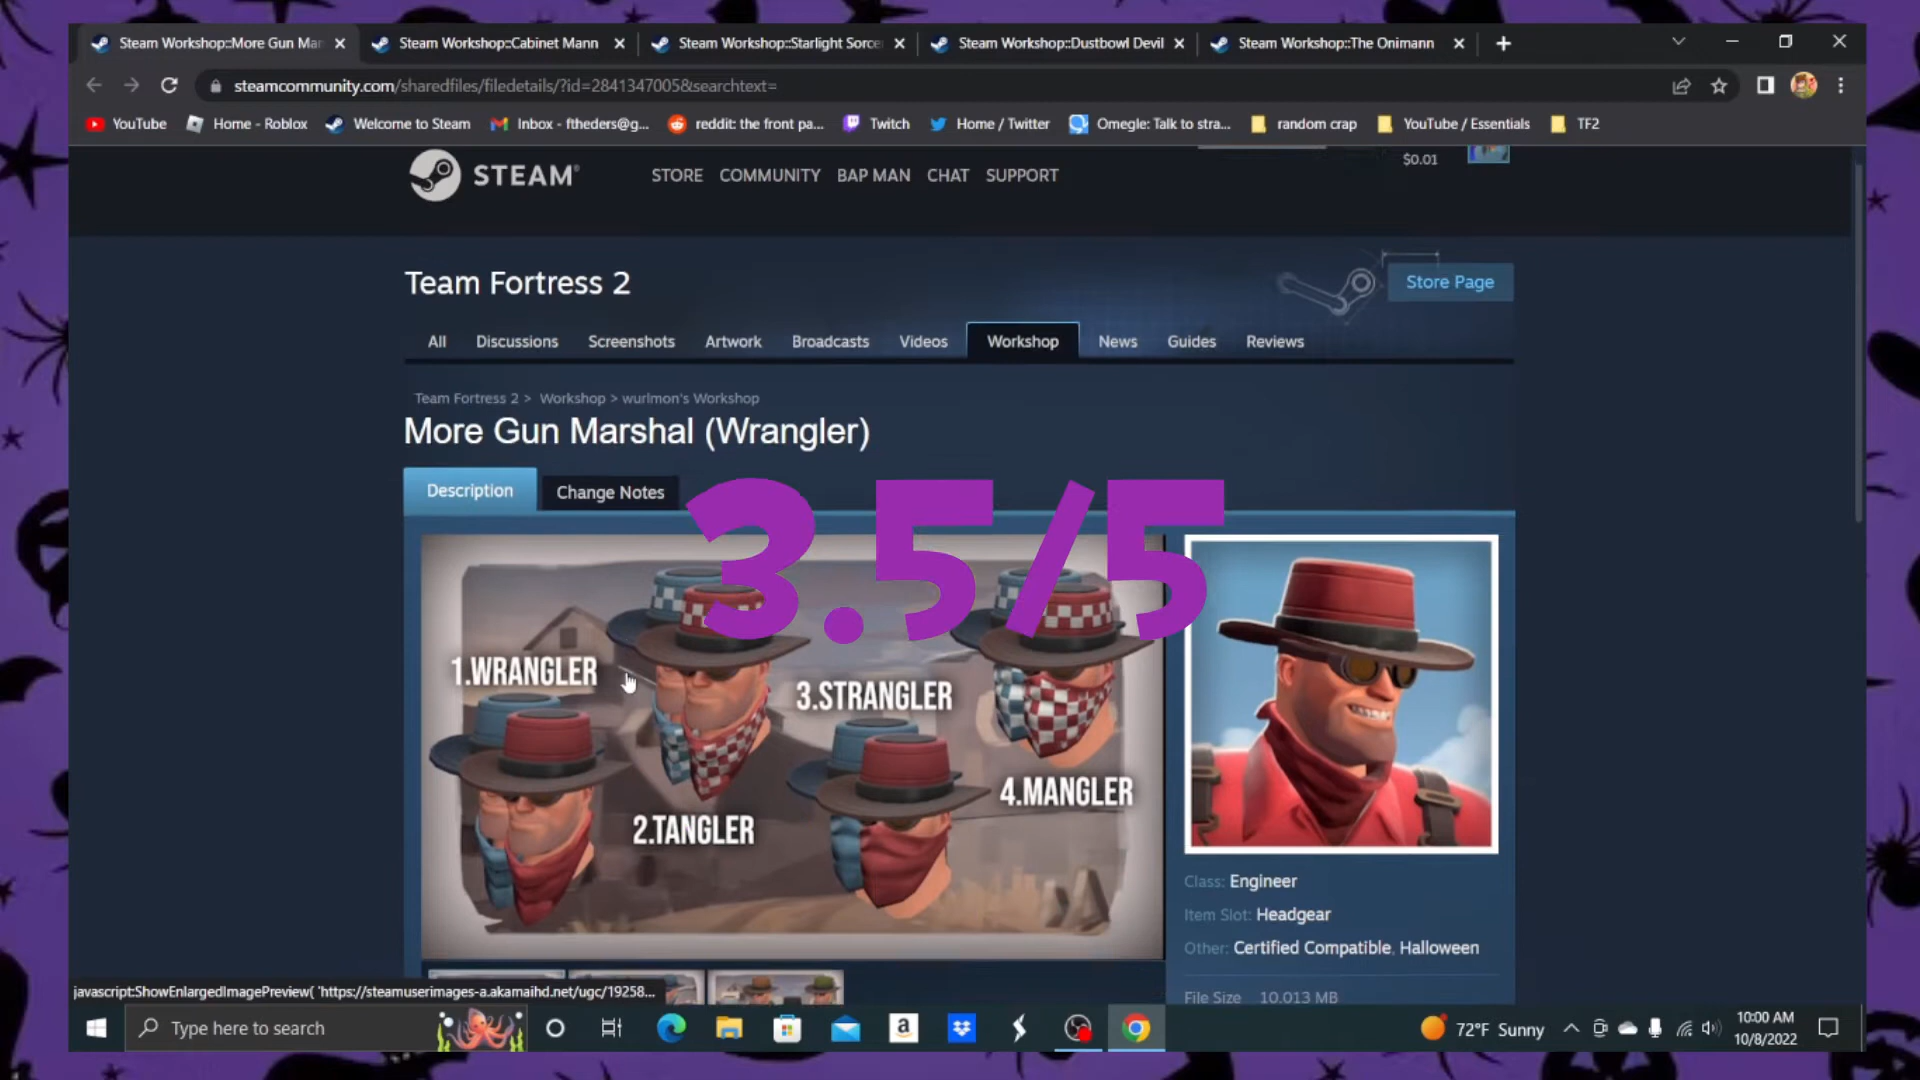 Steam Workshop::More Gun Mar
Steam Workshop::Cabinet Mann
Steam Workshop::Starlight Sorce
Steam Workshop::Dustbowl Devil
Steam Workshop::The Onimann
steamcommunity.com/sharedfiles/filedetails/?id=2841347005&searchtext=
YouTube
Home - Roblox
Welcome to Steam
Inbox - ftheders@g...
reddit: the front pa...
Twitch
Home / Twitter
Omegle: Talk to stra...
random crap
YouTube / Essentials
TF2
STEAM®
STORE COMMUNITY BAP MAN CHAT SUPPORT
$0.01
Team Fortress 2
Store Page
All Discussions Screenshots Artwork Broadcasts Videos Workshop News Guides Reviews
Team Fortress 2 > Workshop > wurlmon's Workshop
More Gun Marshal (Wrangler)
Description
Change Notes
3.5/5
1.WRANGLER
3.STRANGLER
4.MANGLER
2.TANGLER
Class: Engineer
Item Slot: Headgear
Other: Certified Compatible, Halloween
File Size 10.013 MB
javascript:ShowEnlargedImagePreview( 'https://steamuserimages-a.akamaihd.net/ugc/19258...
Type here to search
72°F Sunny
10:00 AM
10/8/2022